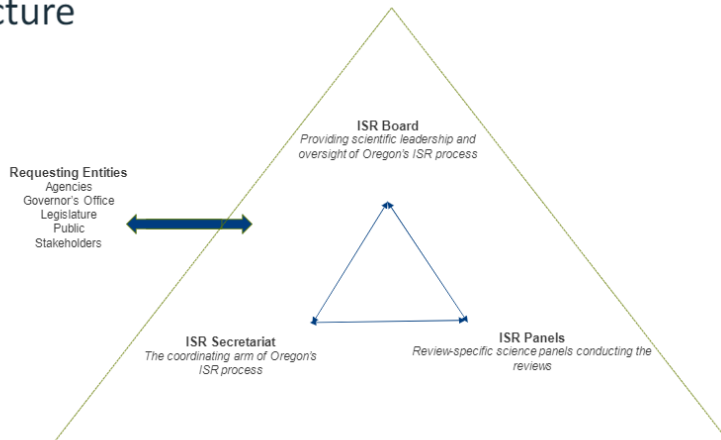 cture
ISR Board
Providing scientific leadership and
oversight of Oregon's ISR process
Requesting Entities
Agencies
Governor's Office
Legislature
Public
Stakeholders
ISR Secretariat
The coordinating arm of Oregon's
ISR process
ISR Panels
Review-specific science panels conducting the
reviews